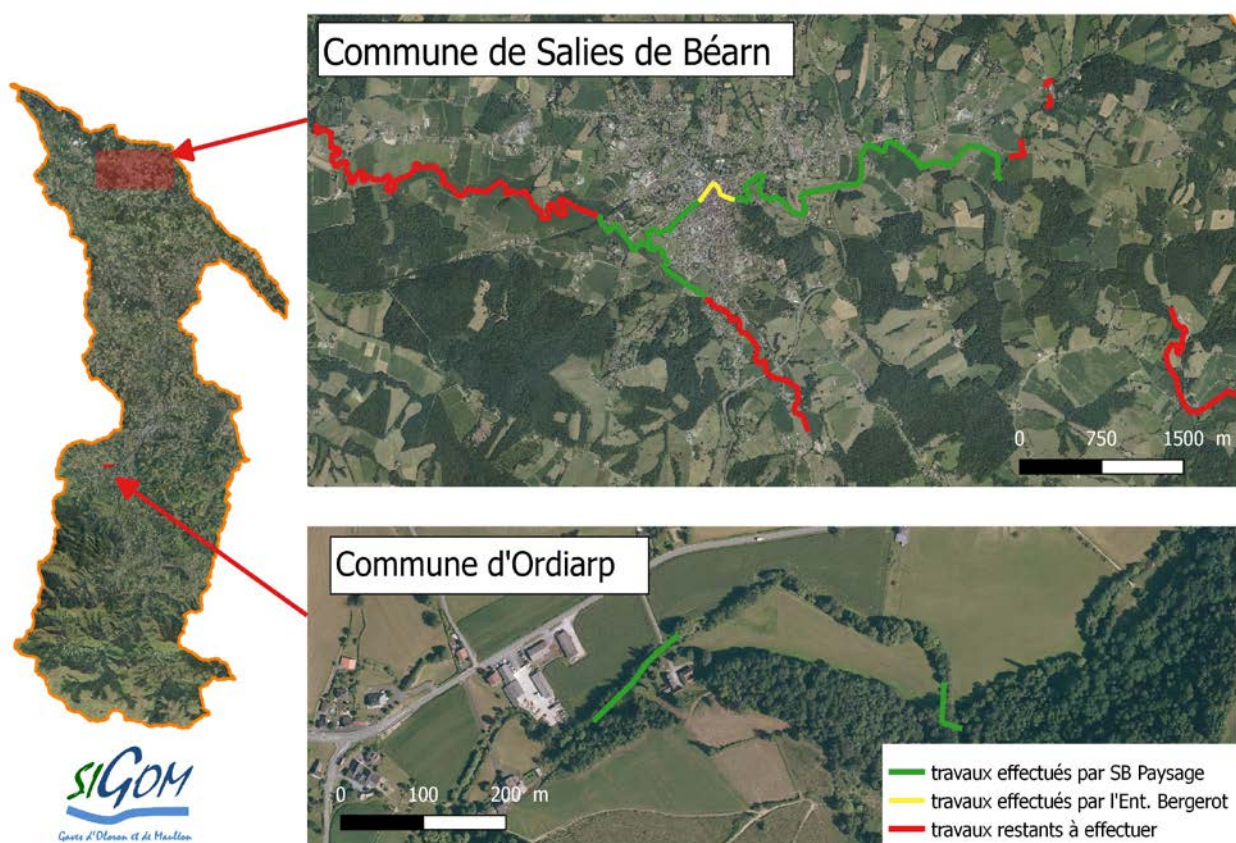 Commune de Salies de Béarn
0 750 1500 m
Commune d'Ordiarp
0 100 200 m
travaux effectués par SB Paysage
travaux effectués par l'Ent. Bergerot
travaux restants à effectuer
SIGOM
Gaves d'Oloron et de Mauléon